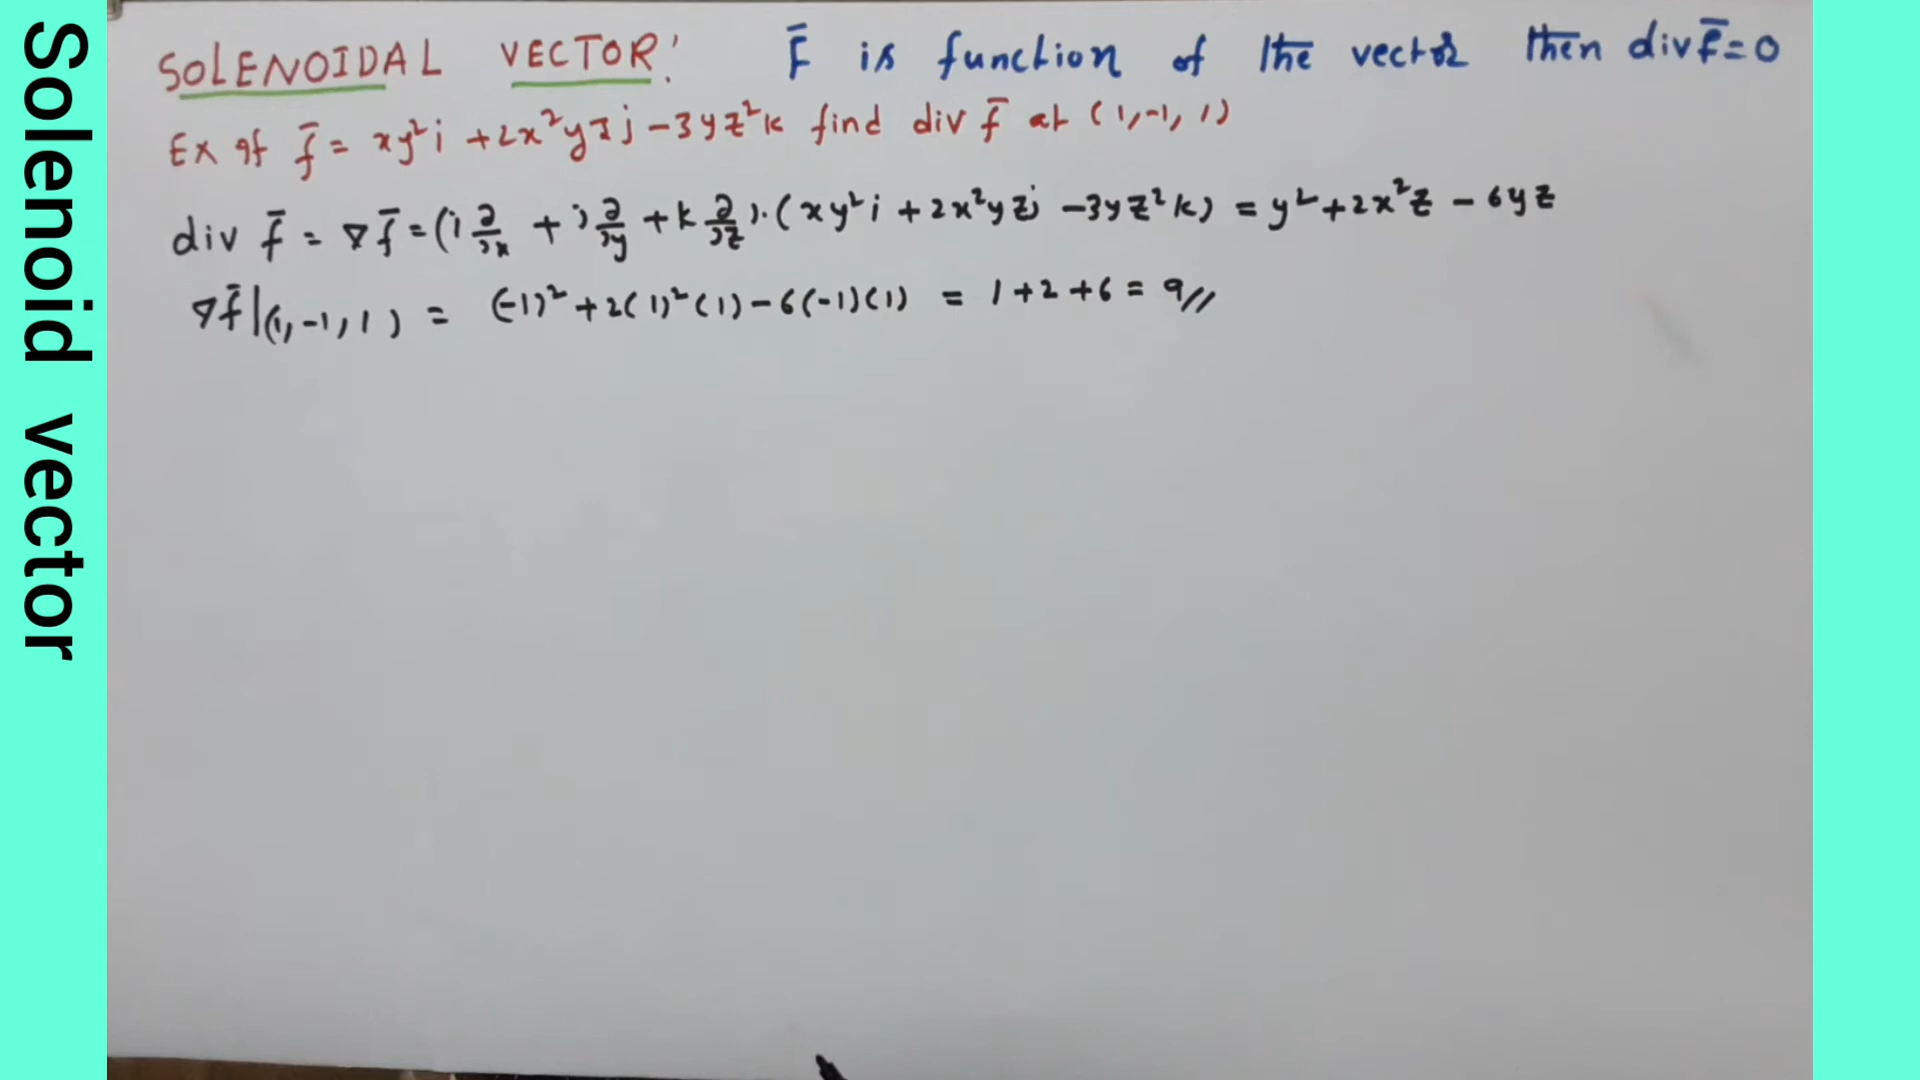 Solenoid vector
SOLENOIDAL VECTOR: F̄ is function of the vector then div F̄ = 0
Ex If f̄ = xy²i + 2x²yzj - 3yz²k find div f̄ at (1,-1,1)
div f̄ = ∇f̄ = (i ∂/∂x + j ∂/∂y + k ∂/∂z).(xy²i + 2x²yzj - 3yz²k) = y² + 2x²z - 6yz
∇f̄|(1,-1,1) = (-1)² + 2(1)²(1) - 6(-1)(1) = 1+2+6 = 9//